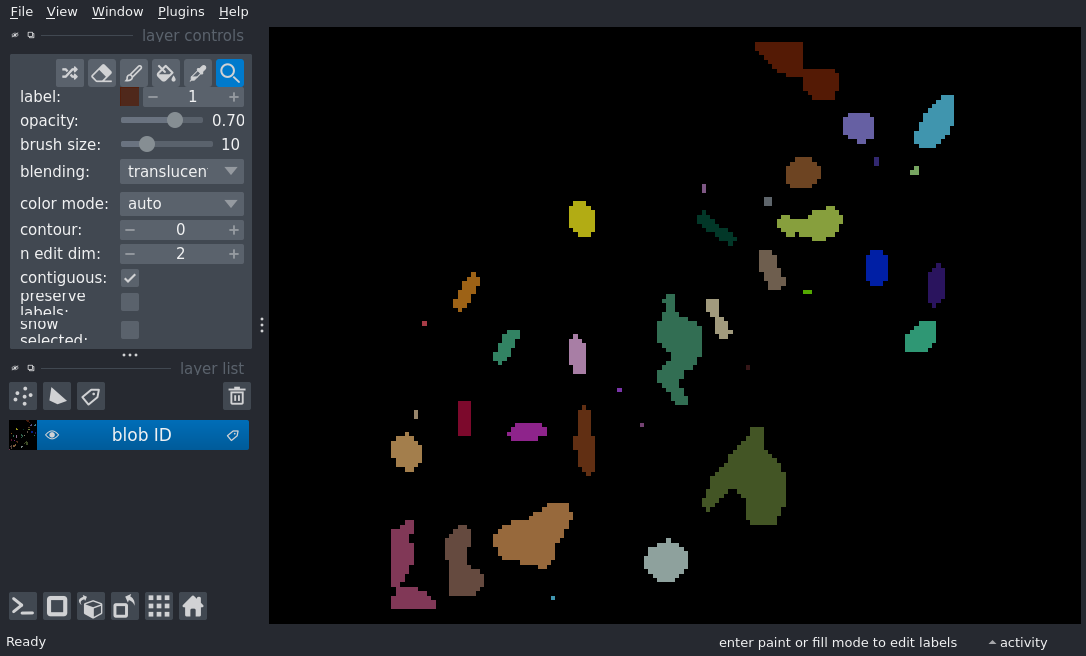 File View Window Plugins Help
layer controls
label: 1
opacity: 0.70
brush size: 10
blending: translucen
color mode: auto
contour: 0
n edit dim: 2
contiguous:
preserve
labels:
show
selected:
layer list
blob ID
Ready enter paint or fill mode to edit labels activity